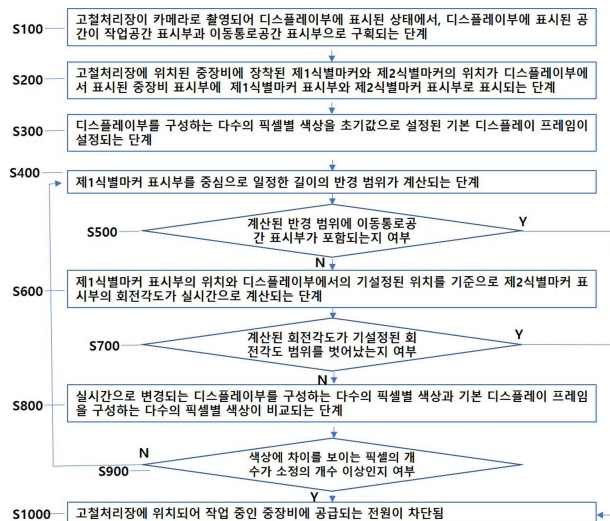 S100
고철처리장이 카메라로 촬영되어 디스플레이부에 표시된 상태에서, 디스플레이부에 표시된 공
간이 작업공간 표시부과 이동통로공간 표시부으로 구획되는 단계
S200
고철처리장에 위치된 중장비에 장착된 제1식별마커와 제2식별마커의 위치가 디스플레이부에
서 표시된 중장비 표시부에 제1식별마커 표시부와 제2식별마커 표시부로 표시되는 단계
S300
디스플레이부를 구성하는 다수의 픽셀별 색상을 초기값으로 설정된 기본 디스플레이 프레임이
설정되는 단계
S400
제1식별마커 표시부를 중심으로 일정한 길이의 반경 범위가 계산되는 단계
S500
계산된 반경 범위에 이동통로공
간 표시부가 포함되는지 여부
Y
N
S600
제1식별마커 표시부의 위치와 디스플레이부에서의 기설정된 위치를 기준으로 제2식별마커 표
시부의 회전각도가 실시간으로 계산되는 단계
S700
계산된 회전각도가 기설정된 회
전각도 범위를 벗어났는지 여부
Y
N
S800
실시간으로 변경되는 디스플레이부를 구성하는 다수의 픽셀별 색상과 기본 디스플레이 프레임
을 구성하는 다수의 픽셀별 색상이 비교되는 단계
N
S900
색상에 차이를 보이는 픽셀의 개
수가 소정의 개수 이상인지 여부
Y
S1000
고철처리장에 위치되어 작업 중인 중장비에 공급되는 전원이 차단됨